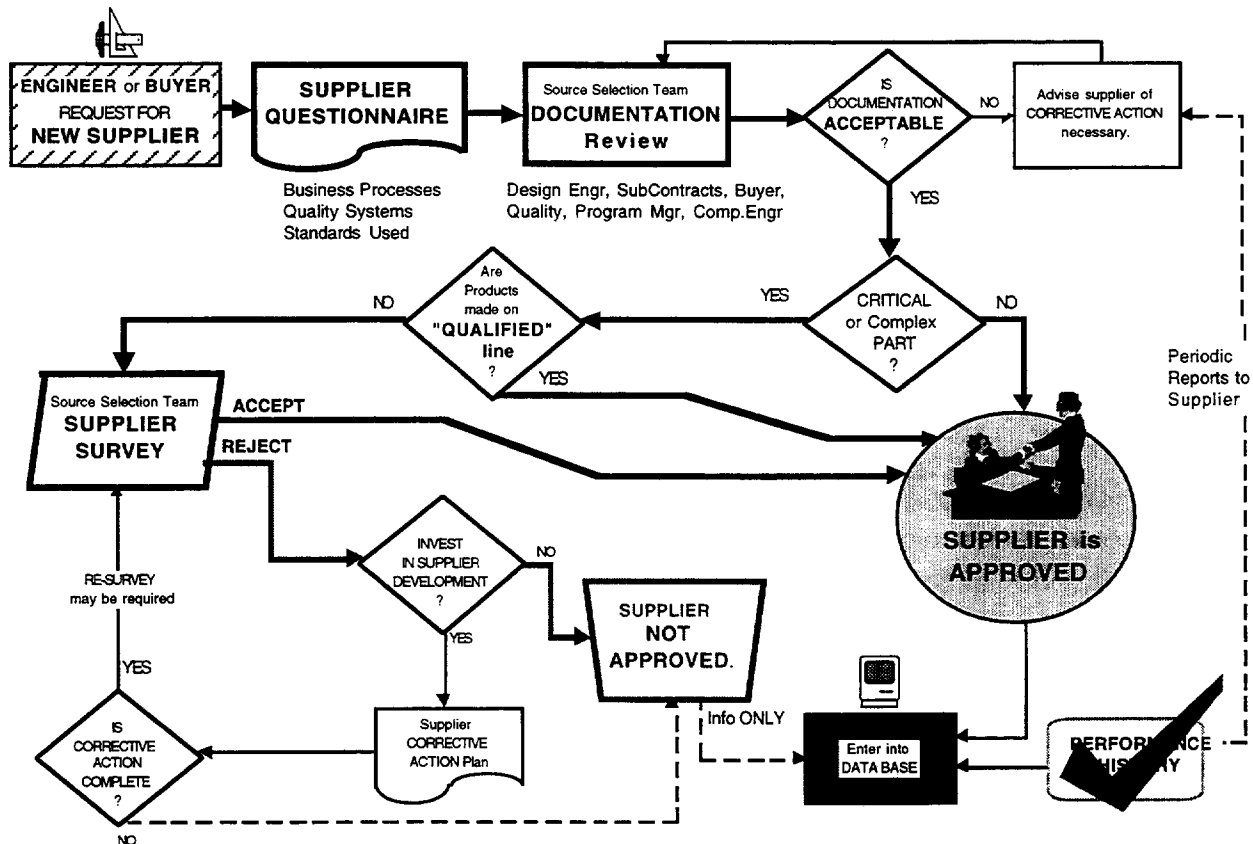 ENGINEER or BUYER
REQUEST FOR
NEW SUPPLIER
SUPPLIER
QUESTIONNAIRE
Business Processes
Quality Systems
Standards Used
Source Selection Team
DOCUMENTATION
Review
Design Engr, SubContracts, Buyer,
Quality, Program Mgr, Comp.Engr
IS
DOCUMENTATION
ACCEPTABLE
?
NO
Advise supplier of
CORRECTIVE ACTION
necessary.
YES
CRITICAL
or Complex
PART
?
YES
NO
Are
Products
made on
"QUALIFIED"
line
?
NO
YES
Periodic
Reports to
Supplier
Source Selection Team
SUPPLIER
SURVEY
ACCEPT
REJECT
SUPPLIER is
APPROVED
INVEST
IN SUPPLIER
DEVELOPMENT
?
NO
YES
RE-SURVEY
may be required
SUPPLIER
NOT
APPROVED.
Info ONLY
YES
IS
CORRECTIVE
ACTION
COMPLETE
?
NO
Supplier
CORRECTIVE
ACTION Plan
Enter into
DATA BASE
PERFORMANCE
HISTORY